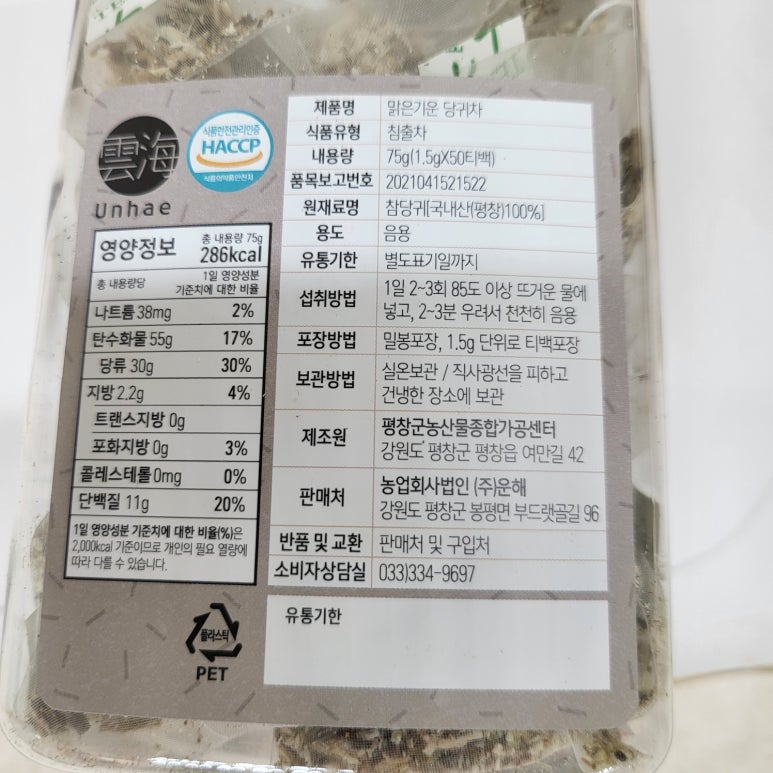 雲海
Unhae
식품안전관리인증
HACCP
식품의약품안전처
영양정보
총 내용량 75g
286kcal
총 내용량당
1일 영양성분
기준치에 대한 비율
나트륨 38mg 2%
탄수화물 55g 17%
당류 30g 30%
지방 2.2g 4%
트랜스지방 0g
포화지방 0g 3%
콜레스테롤 0mg 0%
단백질 11g 20%
1일 영양성분 기준치에 대한 비율(%)은
2,000kcal 기준이므로 개인의 필요 열량에
따라 다를 수 있습니다.
플라스틱
PET
제품명 맑은기운 당귀차
식품유형 침출차
내용량 75g(1.5gX50티백)
품목보고번호 2021041521522
원재료명 참당귀[국내산(평창)100%]
용도 음용
유통기한 별도표기일까지
섭취방법 1일 2~3회 85도 이상 뜨거운 물에
넣고, 2~3분 우려서 천천히 음용
포장방법 밀봉포장, 1.5g 단위로 티백포장
보관방법 실온보관 / 직사광선을 피하고
건냉한 장소에 보관
제조원 평창군농산물종합가공센터
강원도 평창군 평창읍 여만길 42
판매처 농업회사법인 (주)운해
강원도 평창군 봉평면 부드랫골길 96
반품 및 교환 판매처 및 구입처
소비자상담실 033)334-9697
유통기한